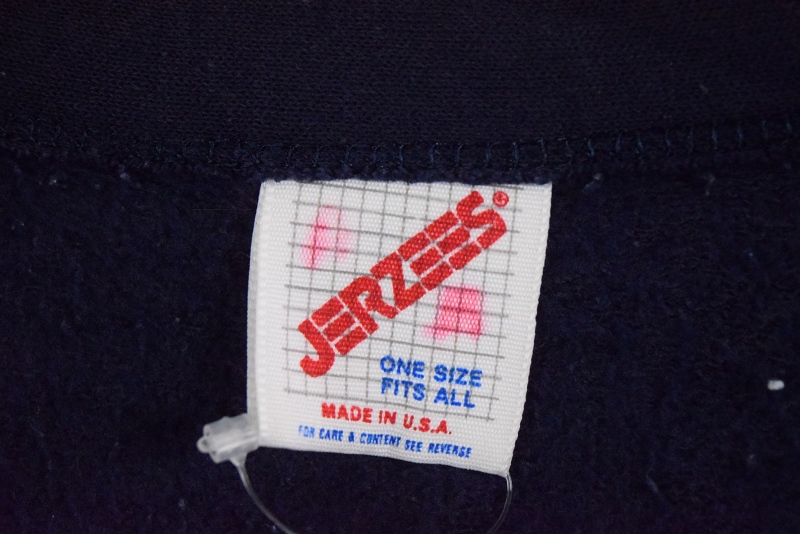 JERZEES®
ONE SIZE
FITS ALL
MADE IN U.S.A.
FOR CARE & CONTENT SEE REVERSE